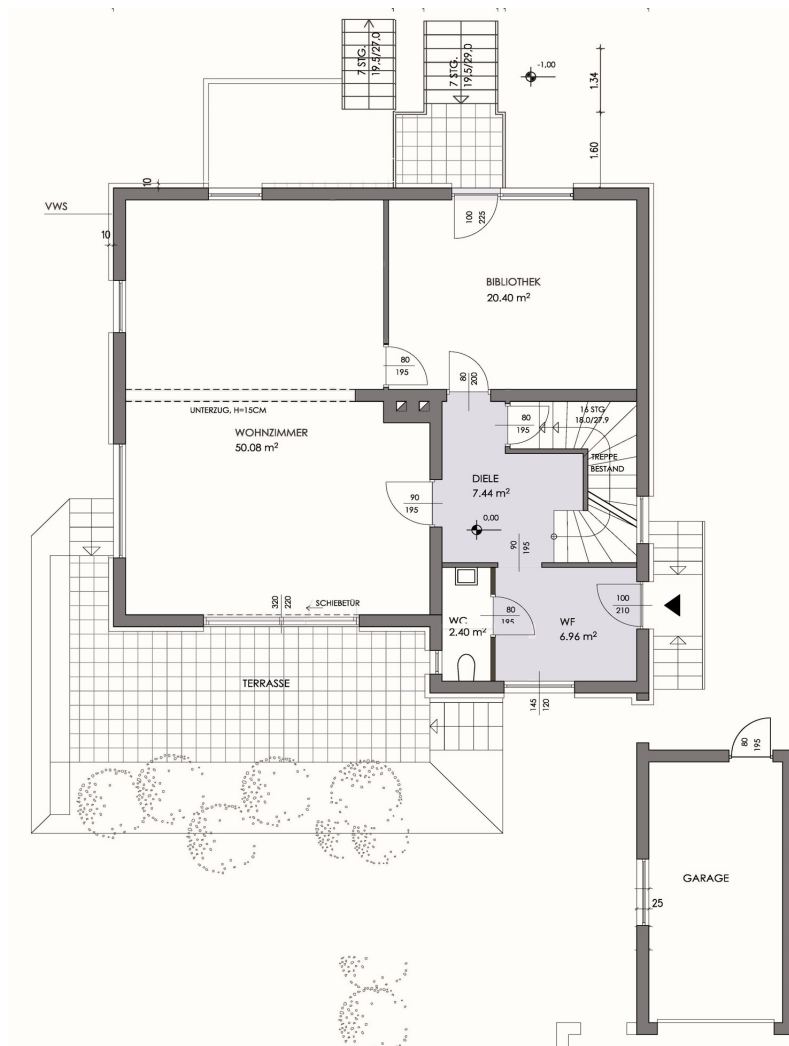 7 STG.
19,5/27,0
7 STG.
19,5/29,0
-1,00
1.34
1.60
10
VWS
10
100
225
BIBLIOTHEK
20.40 m²
80
195
80
200
UNTERZUG, H=15CM
WOHNZIMMER
50.08 m²
80
195
16 STG
18.0/27.9
TREPPE
BESTAND
DIELE
7.44 m²
90
195
0,00
90
195
320
220
SCHIEBETÜR
WC
2.40 m²
80
195
WF
6.96 m²
100
210
TERRASSE
145
120
80
195
GARAGE
25